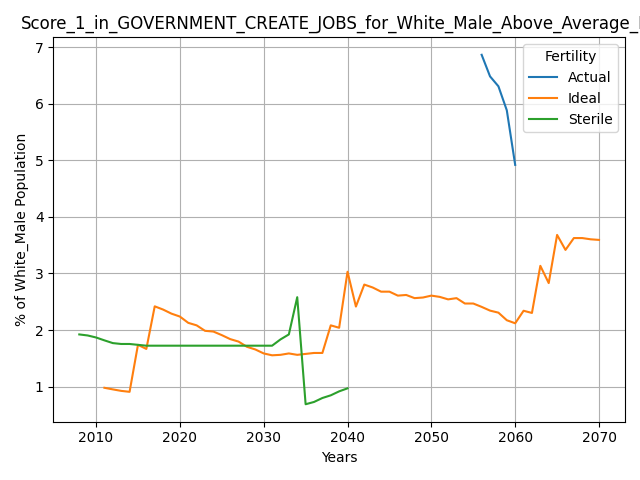 Score_1_in_GOVERNMENT_CREATE_JOBS_for_White_Male_Above_Average_
7
6
5
4
3
2
1
% of White_Male Population
Fertility
Actual
Ideal
Sterile
2010 2020 2030 2040 2050 2060 2070
Years